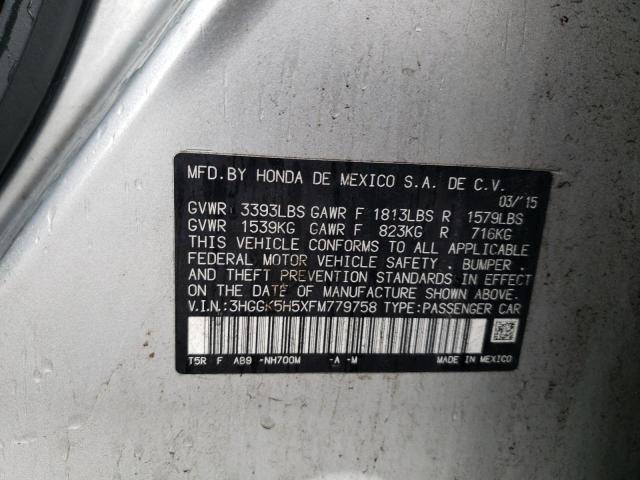 MFD.BY HONDA DE MEXICO S.A. DE C.V.
03/'15
GVWR 3393LBS GAWR F 1813LBS R 1579LBS
GVWR 1539KG GAWR F 823KG R 716KG
THIS VEHICLE CONFORMS TO ALL APPLICABLE
FEDERAL MOTOR VEHICLE SAFETY . BUMPER .
AND THEFT PREVENTION STANDARDS IN EFFECT
ON THE DATE OF MANUFACTURE SHOWN ABOVE.
V.I.N.:3HGGK5H5XFM779758 TYPE:PASSENGER CAR
T5R F AB9 -NH700M -A -M MADE IN MEXICO